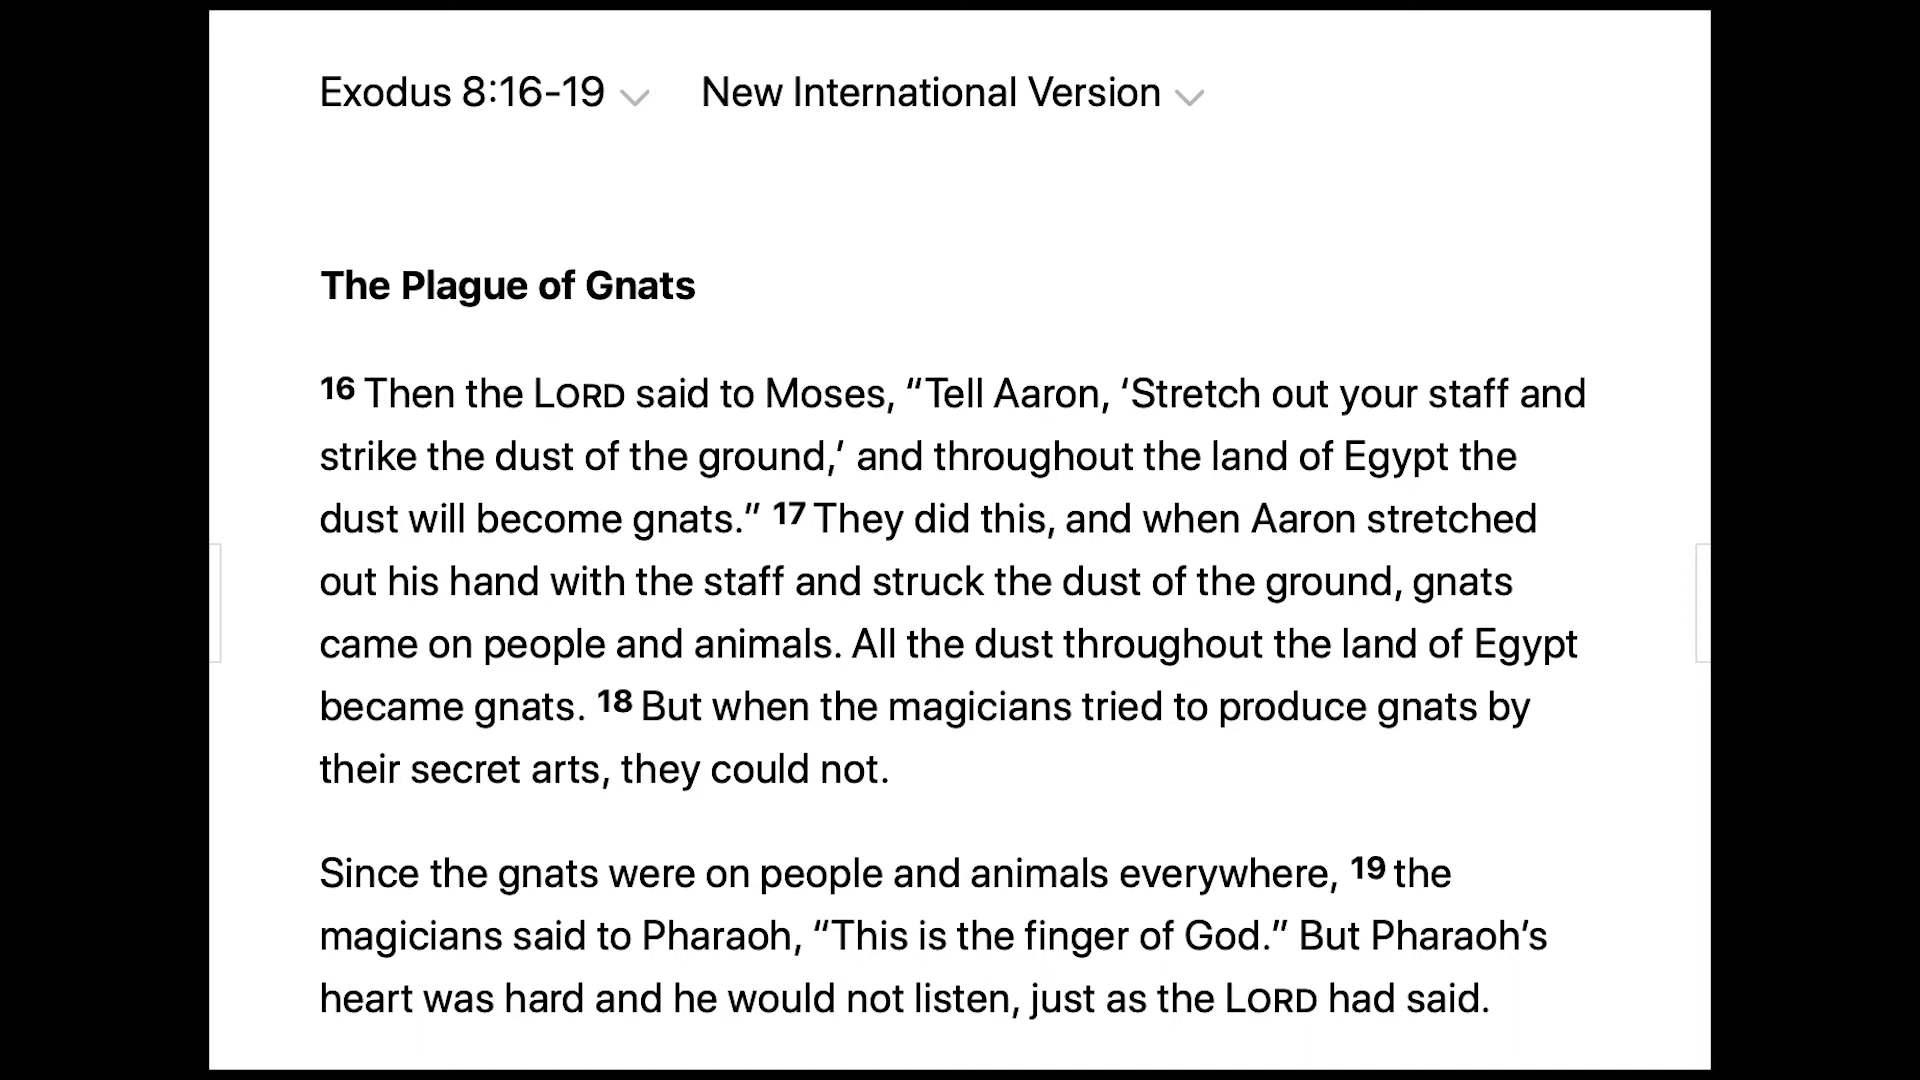 Exodus 8:16-19 New International Version
The Plague of Gnats
16 Then the LORD said to Moses, “Tell Aaron, ‘Stretch out your staff and
strike the dust of the ground,’ and throughout the land of Egypt the
dust will become gnats.” 17 They did this, and when Aaron stretched
out his hand with the staff and struck the dust of the ground, gnats
came on people and animals. All the dust throughout the land of Egypt
became gnats. 18 But when the magicians tried to produce gnats by
their secret arts, they could not.
Since the gnats were on people and animals everywhere, 19 the
magicians said to Pharaoh, “This is the finger of God.” But Pharaoh’s
heart was hard and he would not listen, just as the LORD had said.